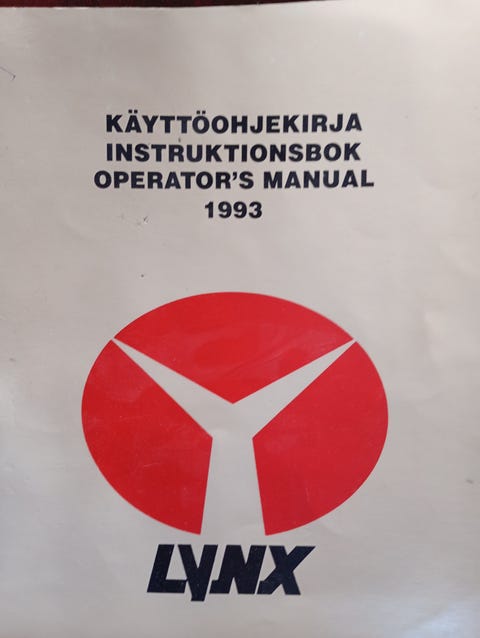 KÄYTTÖOHJEKIRJA
INSTRUKTIONSBOK
OPERATOR'S MANUAL
1993
LYNX